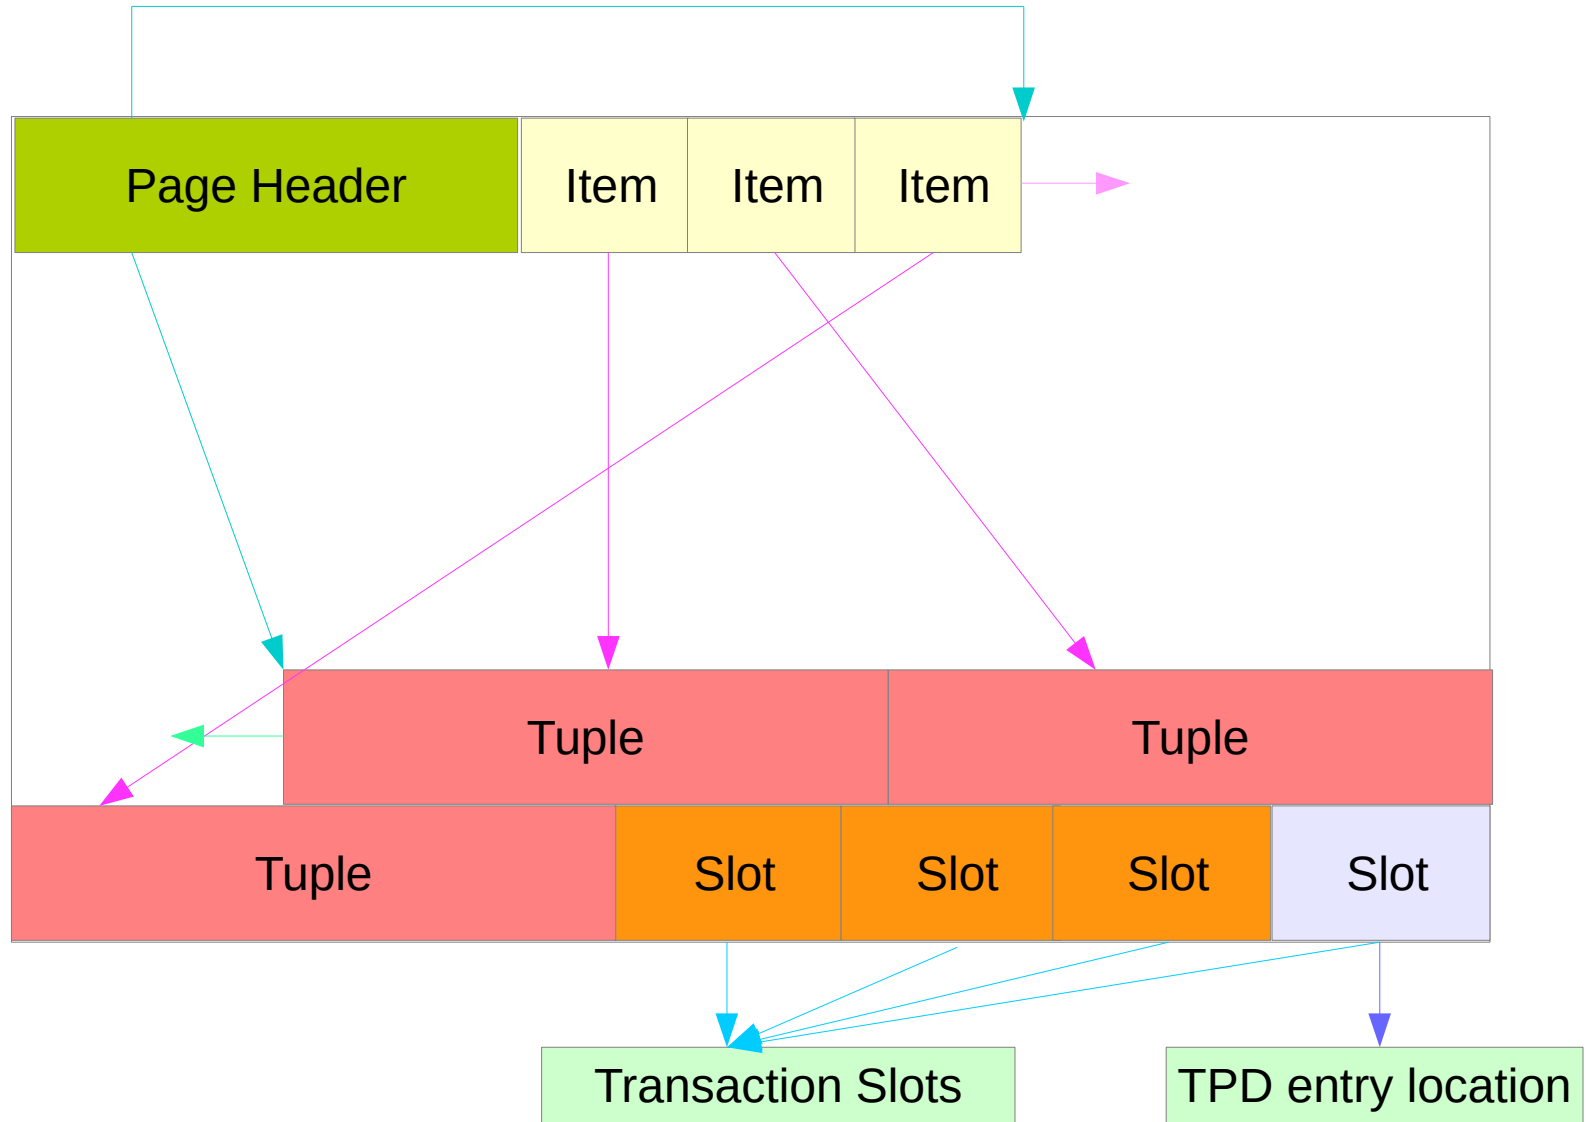 Page Header Item Item Item
Tuple Tuple
Tuple Slot Slot Slot Slot
Transaction Slots TPD entry location